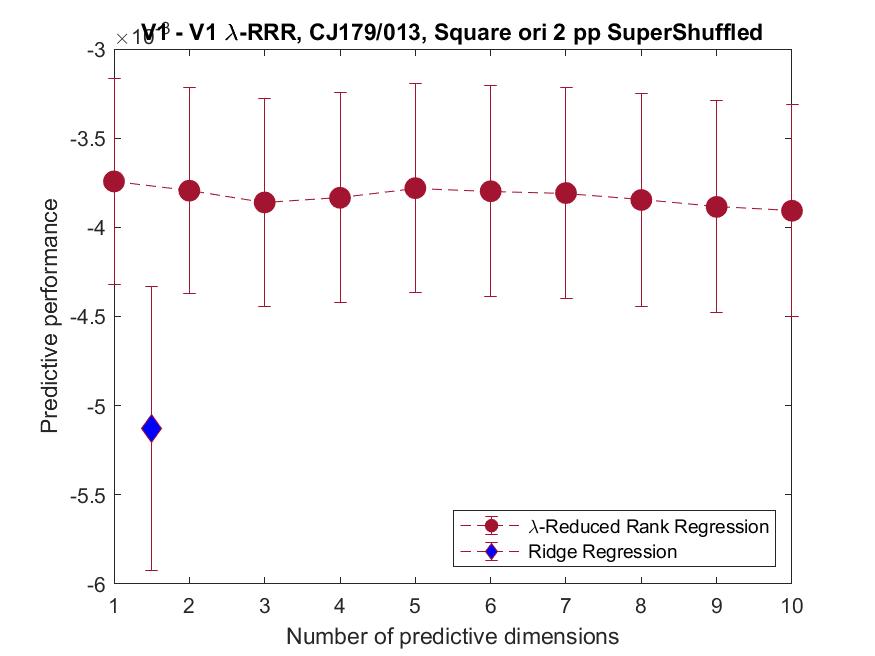 V1 - V1 λ-RRR, CJ179/013, Square ori 2 pp SuperShuffled
-3
-3.5
-4
-4.5
-5
-5.5
-6
Predictive performance
λ-Reduced Rank Regression
Ridge Regression
1 2 3 4 5 6 7 8 9 10
Number of predictive dimensions